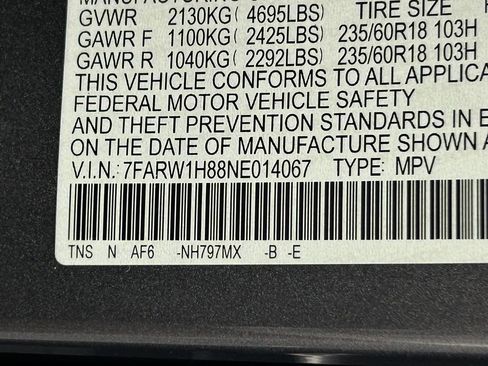 GVWR 2130KG ( 4695LBS) TIRE SIZE
GAWR F 1100KG ( 2425LBS) 235/60R18 103H
GAWR R 1040KG ( 2292LBS) 235/60R18 103H
THIS VEHICLE CONFORMS TO ALL APPLICA
FEDERAL MOTOR VEHICLE SAFETY
AND THEFT PREVENTION STANDARDS IN E
ON THE DATE OF MANUFACTURE SHOWN A
V.I.N.: 7FARW1H88NE014067 TYPE: MPV
TNS N AF6 -NH797MX -B -E